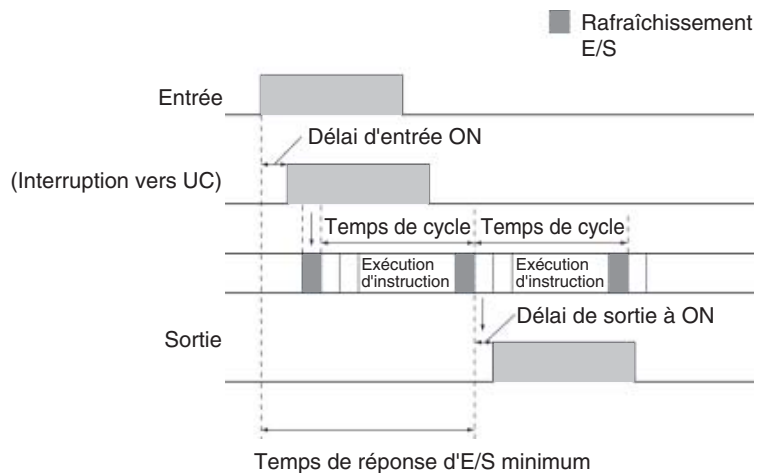 Rafraîchissement
E/S
Entrée
Délai d'entrée ON
(Interruption vers UC)
Temps de cycle Temps de cycle
Exécution
d'instruction
Exécution
d'instruction
Délai de sortie à ON
Sortie
Temps de réponse d'E/S minimum